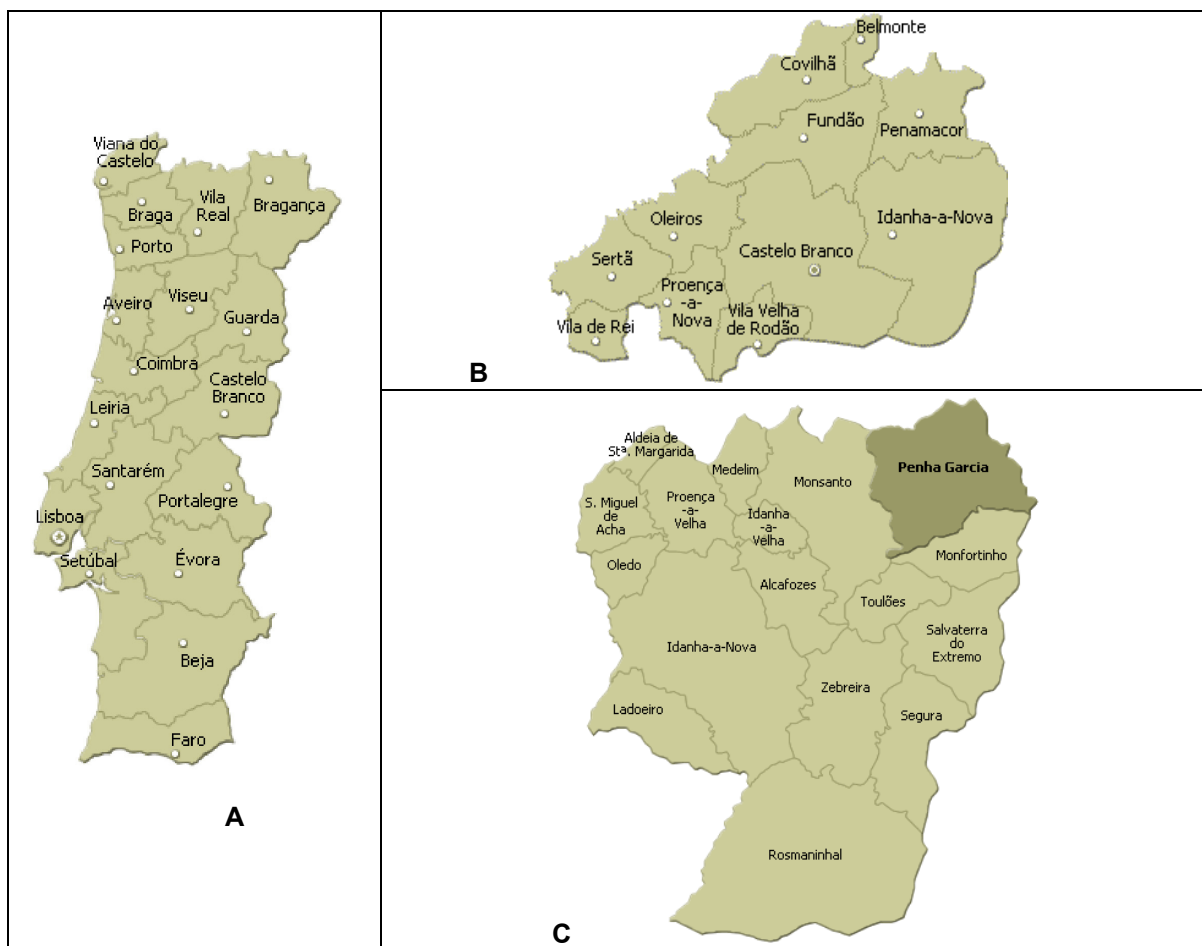 Viana do
Castelo
Braga
Vila
Real
Bragança
Porto
Aveiro
Viseu
Guarda
Coimbra
Castelo
Branco
Leiria
Santarém
Portalegre
Lisboa
Setúbal
Évora
Beja
Faro
A
Belmonte
Covilhã
Fundão
Penamacor
Idanha-a-Nova
Oleiros
Castelo Branco
Sertã
Proença
-a-
Nova
Vila Velha
de Rodão
Vila de Rei
B
Aldeia de
Stª. Margarida
Medelim
Monsanto
Penha Garcia
S. Miguel
de
Acha
Proença
-a-
Velha
Idanha
-a-
Velha
Monfortinho
Oledo
Alcafozes
Toulões
Salvaterra
do
Extremo
Idanha-a-Nova
Zebreira
Ladoeiro
Segura
Rosmaninhal
C